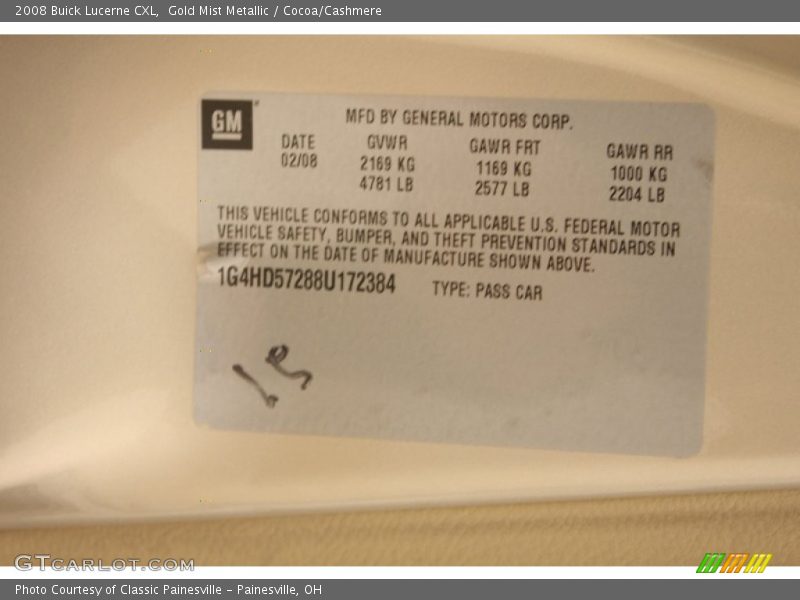 2008 Buick Lucerne CXL,  Gold Mist Metallic / Cocoa/Cashmere
GM
MFD BY GENERAL MOTORS CORP.
DATE GVWR GAWR FRT GAWR RR
02/08 2169 KG 1169 KG 1000 KG
4781 LB 2577 LB 2204 LB
THIS VEHICLE CONFORMS TO ALL APPLICABLE U.S. FEDERAL MOTOR
VEHICLE SAFETY, BUMPER, AND THEFT PREVENTION STANDARDS IN
EFFECT ON THE DATE OF MANUFACTURE SHOWN ABOVE.
1G4HD57288U172384 TYPE: PASS CAR
GTCARLOT.COM
Photo Courtesy of Classic Painesville - Painesville, OH